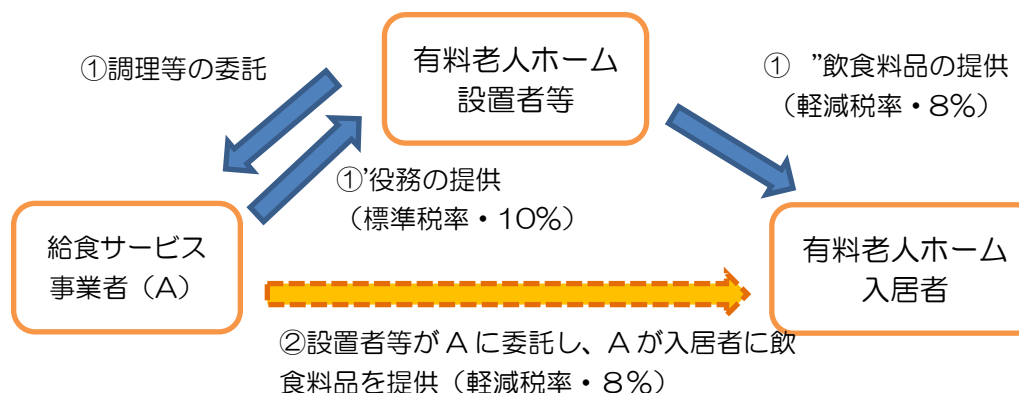 ①調理等の委託
有料老人ホーム
設置者等
① ”飲食料品の提供
（軽減税率・８％）
①’役務の提供
（標準税率・10％）
給食サービス
事業者（A）
有料老人ホーム
入居者
②設置者等が A に委託し、A が入居者に飲
食料品を提供（軽減税率・８％）